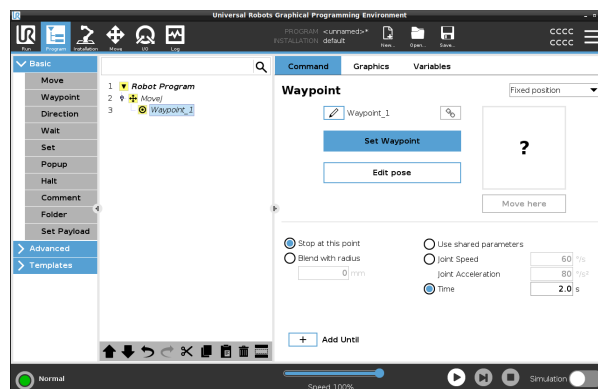 Universal Robots Graphical Programming Environment
UR
Run
Program
Installation
Move
I/O
Log
PROGRAM <unnamed>*
INSTALLATION default
New...
Open...
Save...
CCCC
CCCC
Basic
Move
Waypoint
Direction
Wait
Set
Popup
Halt
Comment
Folder
Set Payload
Advanced
Templates
1 Robot Program
2 MoveJ
3 Waypoint_1
Command Graphics Variables
Waypoint
Fixed position
Waypoint_1
Set Waypoint
Edit pose
?
Move here
Stop at this point
Blend with radius
0 mm
Use shared parameters
Joint Speed 60 °/s
Joint Acceleration 80 °/s²
Time 2.0 s
+ Add Until
Normal
Speed 100%
Simulation